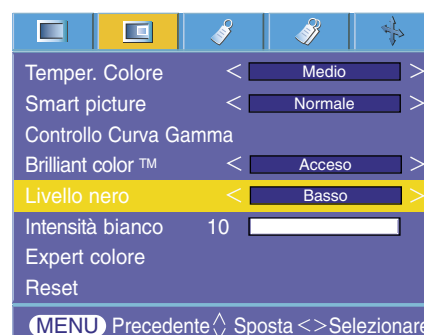 Temper. Colore < Medio >
Smart picture < Normale >
Controllo Curva Gamma
Brilliant color ™ < Acceso >
Livello nero < Basso >
Intensità bianco 10
Expert colore
Reset
MENU Precedente ◊ Sposta <> Selezionare